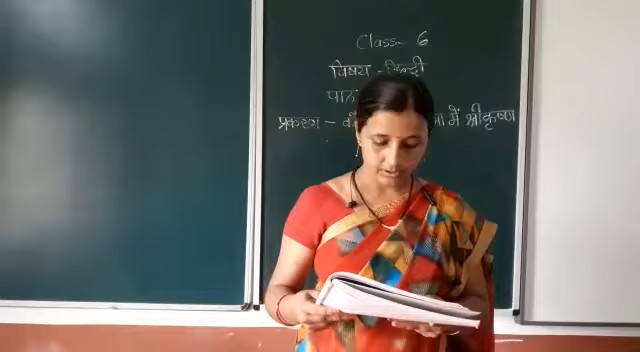 Class- 6
विषय - हिन्दी
पाठ
प्रकरण - में श्रीकृष्ण